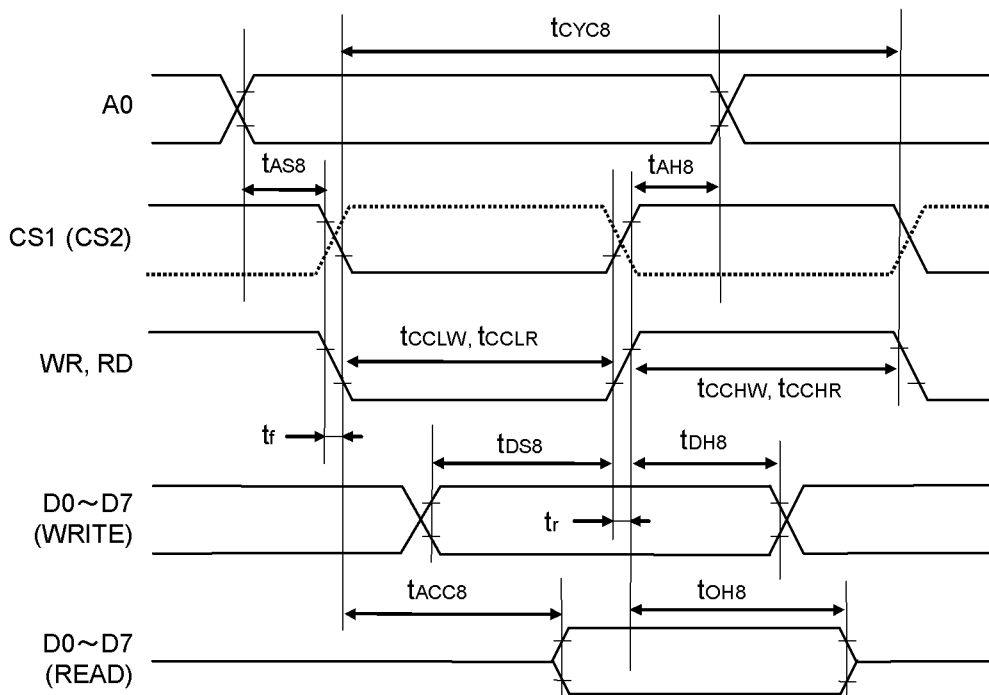 tCYC8
A0
tAS8
tAH8
CS1 (CS2)
tCCLW, tCCLR
WR, RD
tCCHW, tCCHR
tf
tDS8
tDH8
D0～D7
(WRITE)
tr
tACC8
tOH8
D0～D7
(READ)